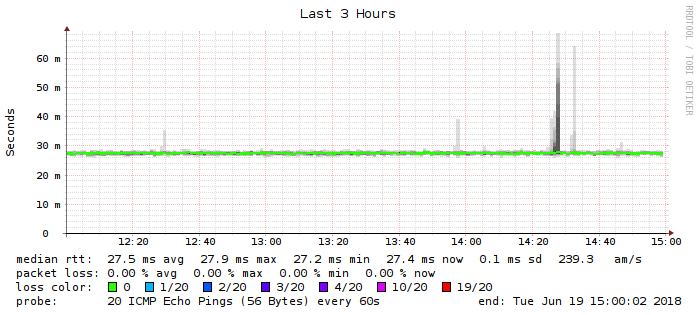 Last 3 Hours
RRDTOOL / TOBI OETIKER
Seconds
60 m
50 m
40 m
30 m
20 m
10 m
0
12:20 12:40 13:00 13:20 13:40 14:00 14:20 14:40 15:00
median rtt: 27.5 ms avg 27.9 ms max 27.2 ms min 27.4 ms now 0.1 ms sd 239.3 am/s
packet loss: 0.00 % avg 0.00 % max 0.00 % min 0.00 % now
loss color: 0 1/20 2/20 3/20 4/20 10/20 19/20
probe: 20 ICMP Echo Pings (56 Bytes) every 60s end: Tue Jun 19 15:00:02 2018